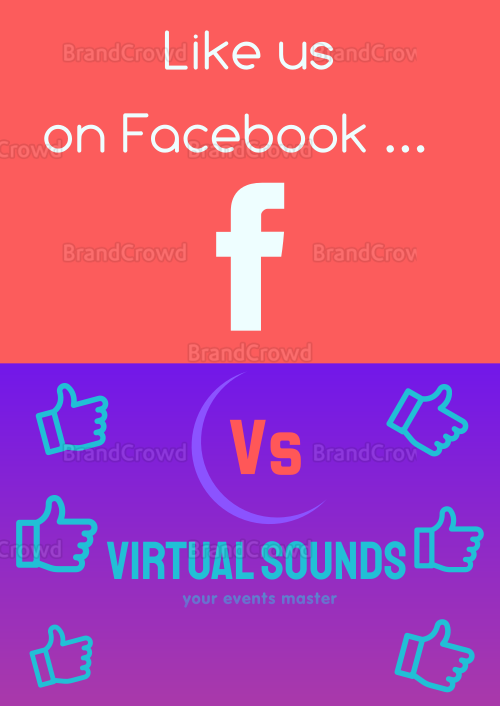 Like us
on Facebook ...
f
Vs
VIRTUAL SOUNDS
your events master
BrandCrowd
BrandCrowd
BrandCrowd
BrandCrowd
BrandCrowd
BrandCrowd
BrandCrowd
BrandCrowd
BrandCrowd
BrandCrowd
BrandCrowd